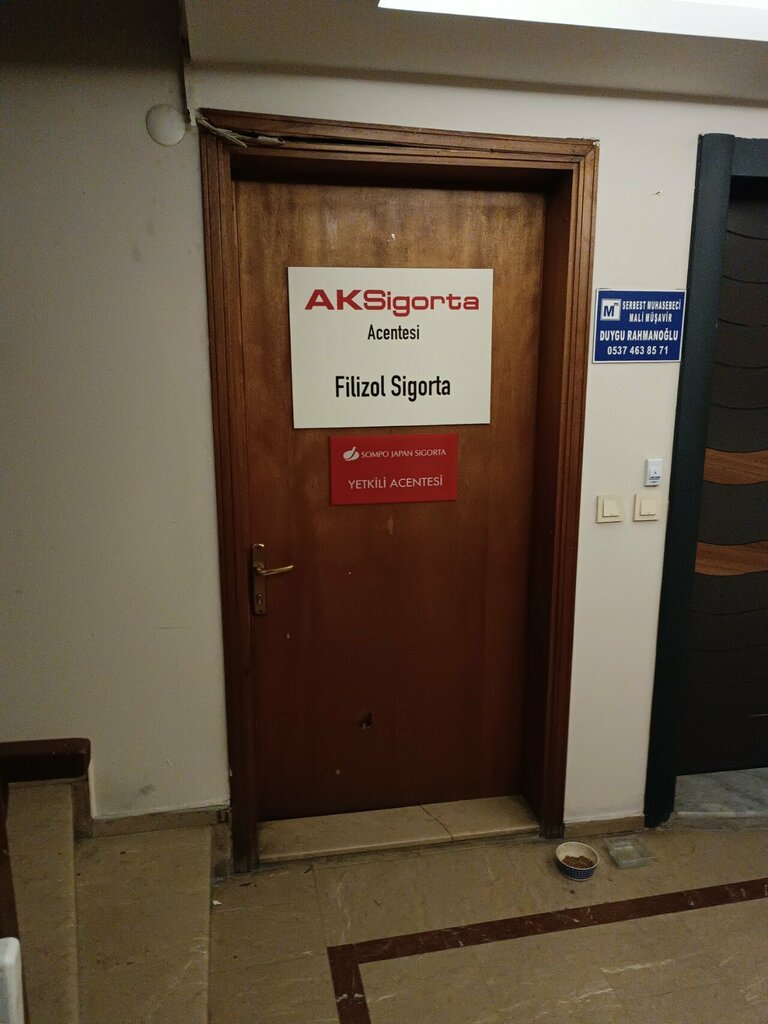 AKSigorta
Acentesi
Filizol Sigorta
SOMPO JAPAN SIGORTA
YETKİLİ ACENTESİ
M
SERBEST MUHASEBECİ
MALİ MÜŞAVİR
DUYGU RAHMANOĞLU
0537 463 85 71